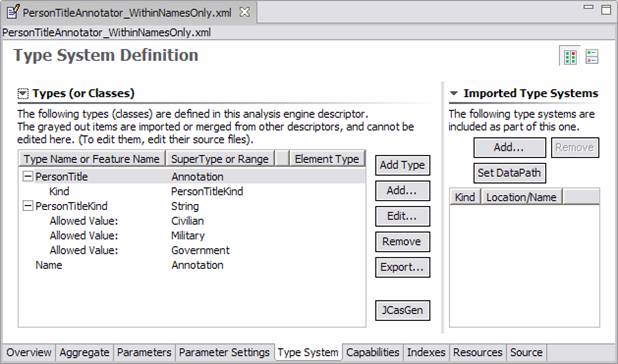 PersonTitleAnnotator_WithinNamesOnly.xml
PersonTitleAnnotator_WithinNamesOnly.xml
Type System Definition
Types (or Classes)
The following types (classes) are defined in this analysis engine descriptor.
The grayed out items are imported or merged from other descriptors, and cannot be
edited here. (To edit them, edit their source files).
Type Name or Feature Name SuperType or Range Element Type
PersonTitle Annotation
Kind PersonTitleKind
PersonTitleKind String
Allowed Value: Civilian
Allowed Value: Military
Allowed Value: Government
Name Annotation
Add Type
Add...
Edit...
Remove
Export...
JCasGen
Imported Type Systems
The following type systems are
included as part of this one.
Add... Remove
Set DataPath
Kind Location/Name
Overview Aggregate Parameters Parameter Settings Type System Capabilities Indexes Resources Source